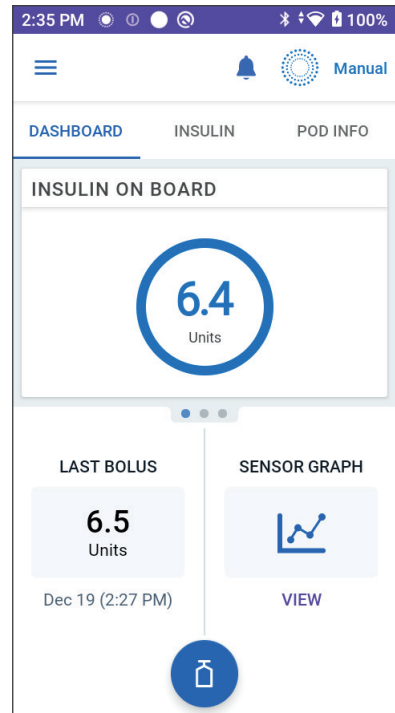 2:35 PM 100%
Manual
DASHBOARD INSULIN POD INFO
INSULIN ON BOARD
6.4
Units
LAST BOLUS
6.5
Units
Dec 19 (2:27 PM)
SENSOR GRAPH
VIEW